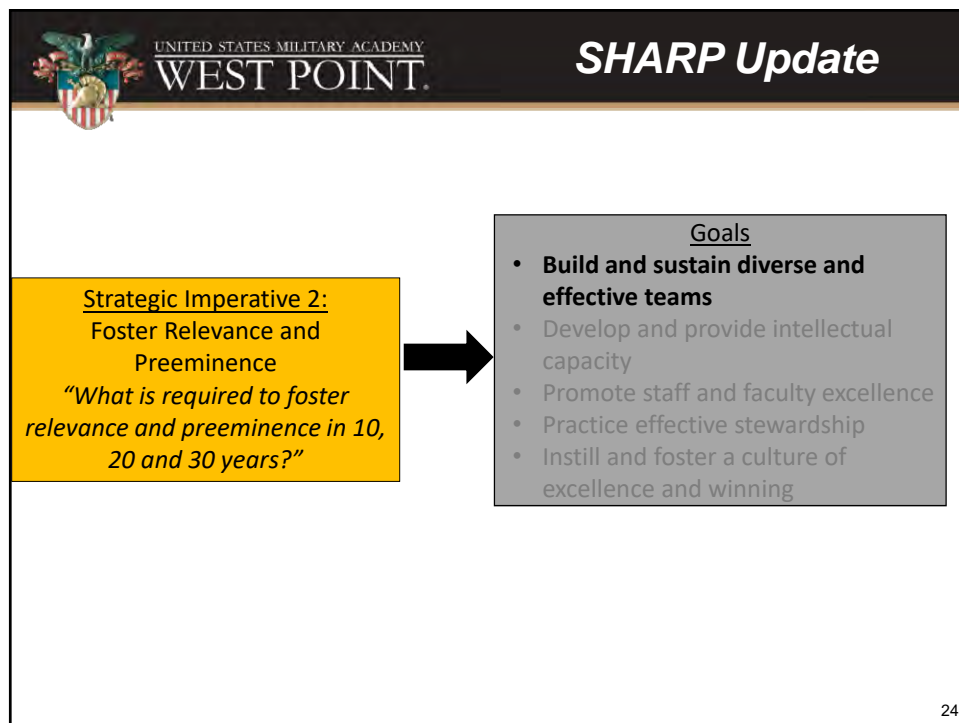 UNITED STATES MILITARY ACADEMY
WEST POINT.
SHARP Update
Strategic Imperative 2:
Foster Relevance and
Preeminence
“What is required to foster
relevance and preeminence in 10,
20 and 30 years?”
Goals
• Build and sustain diverse and
effective teams
• Develop and provide intellectual
capacity
• Promote staff and faculty excellence
• Practice effective stewardship
• Instill and foster a culture of
excellence and winning
24